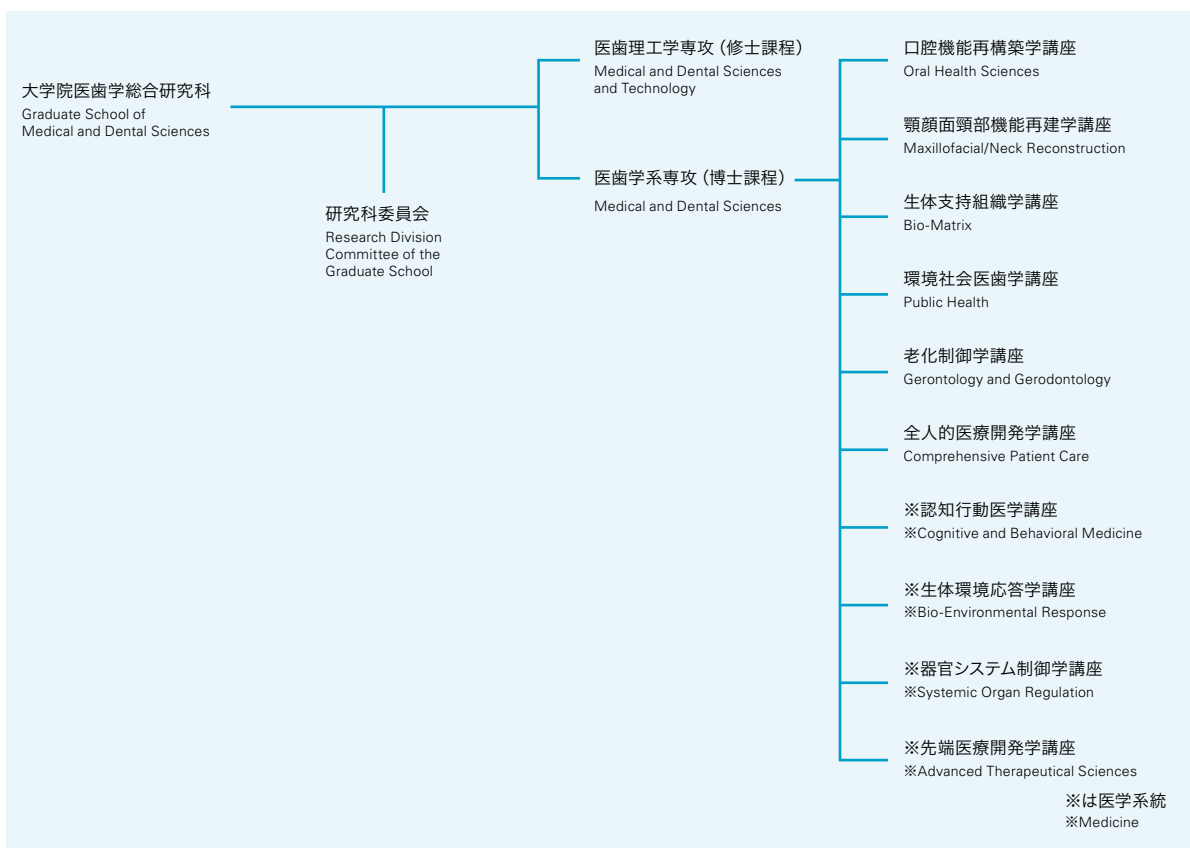 大学院医歯学総合研究科
Graduate School of
Medical and Dental Sciences
研究科委員会
Research Division
Committee of the
Graduate School
医歯理工学専攻（修士課程）
Medical and Dental Sciences
and Technology
医歯学系専攻（博士課程）
Medical and Dental Sciences
口腔機能再構築学講座
Oral Health Sciences
顎顔面頸部機能再建学講座
Maxillofacial/Neck Reconstruction
生体支持組織学講座
Bio-Matrix
環境社会医歯学講座
Public Health
老化制御学講座
Gerontology and Gerodontology
全人的医療開発学講座
Comprehensive Patient Care
※認知行動医学講座
※Cognitive and Behavioral Medicine
※生体環境応答学講座
※Bio-Environmental Response
※器官システム制御学講座
※Systemic Organ Regulation
※先端医療開発学講座
※Advanced Therapeutical Sciences
※は医学系統
※Medicine